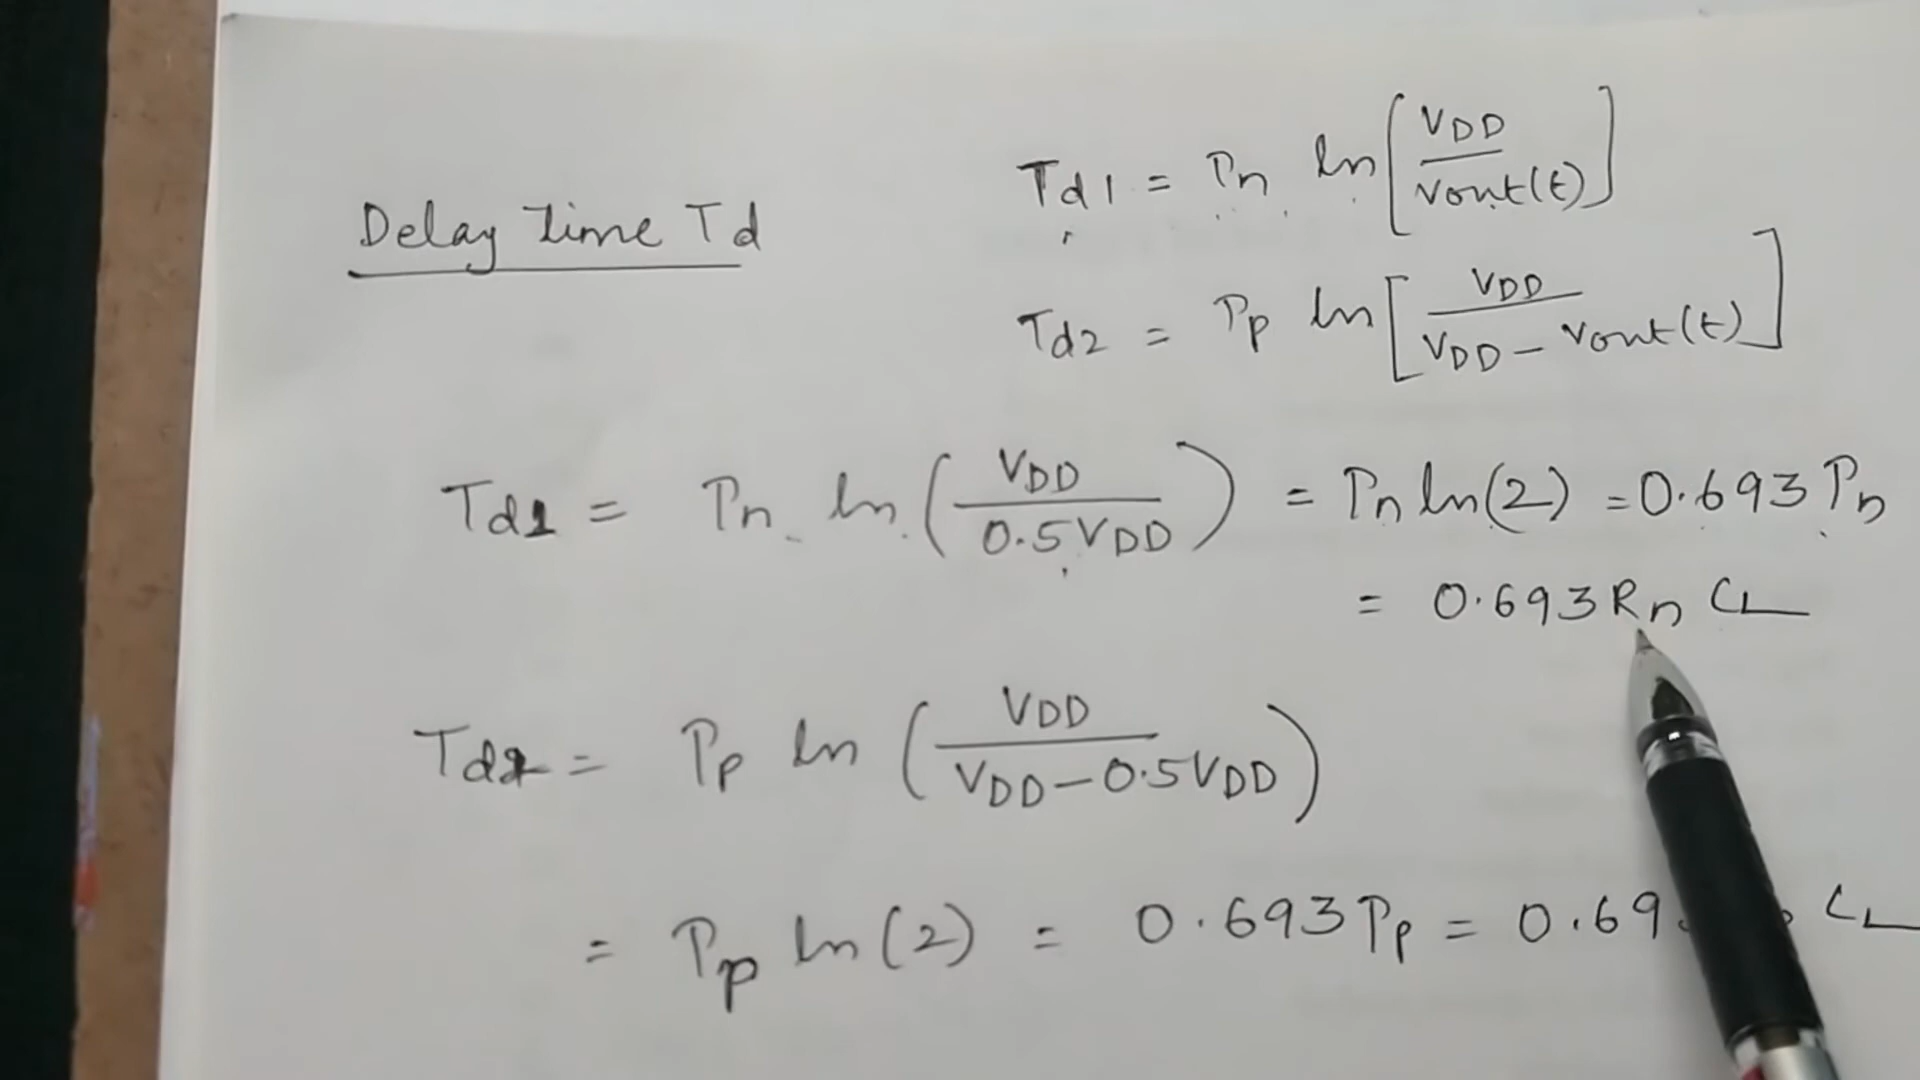 Delay time Td
Td1 = Pn ln[VDD / Vout(t)]
Td2 = Pp ln[VDD / VDD - Vout(t)]
Td1 = Pn ln(VDD / 0.5VDD) = Pn ln(2) = 0.693 Pn
= 0.693 Rn CL
Td2 = Pp ln(VDD / VDD - 0.5VDD)
= Pp ln(2) = 0.693 Pp = 0.69 CL